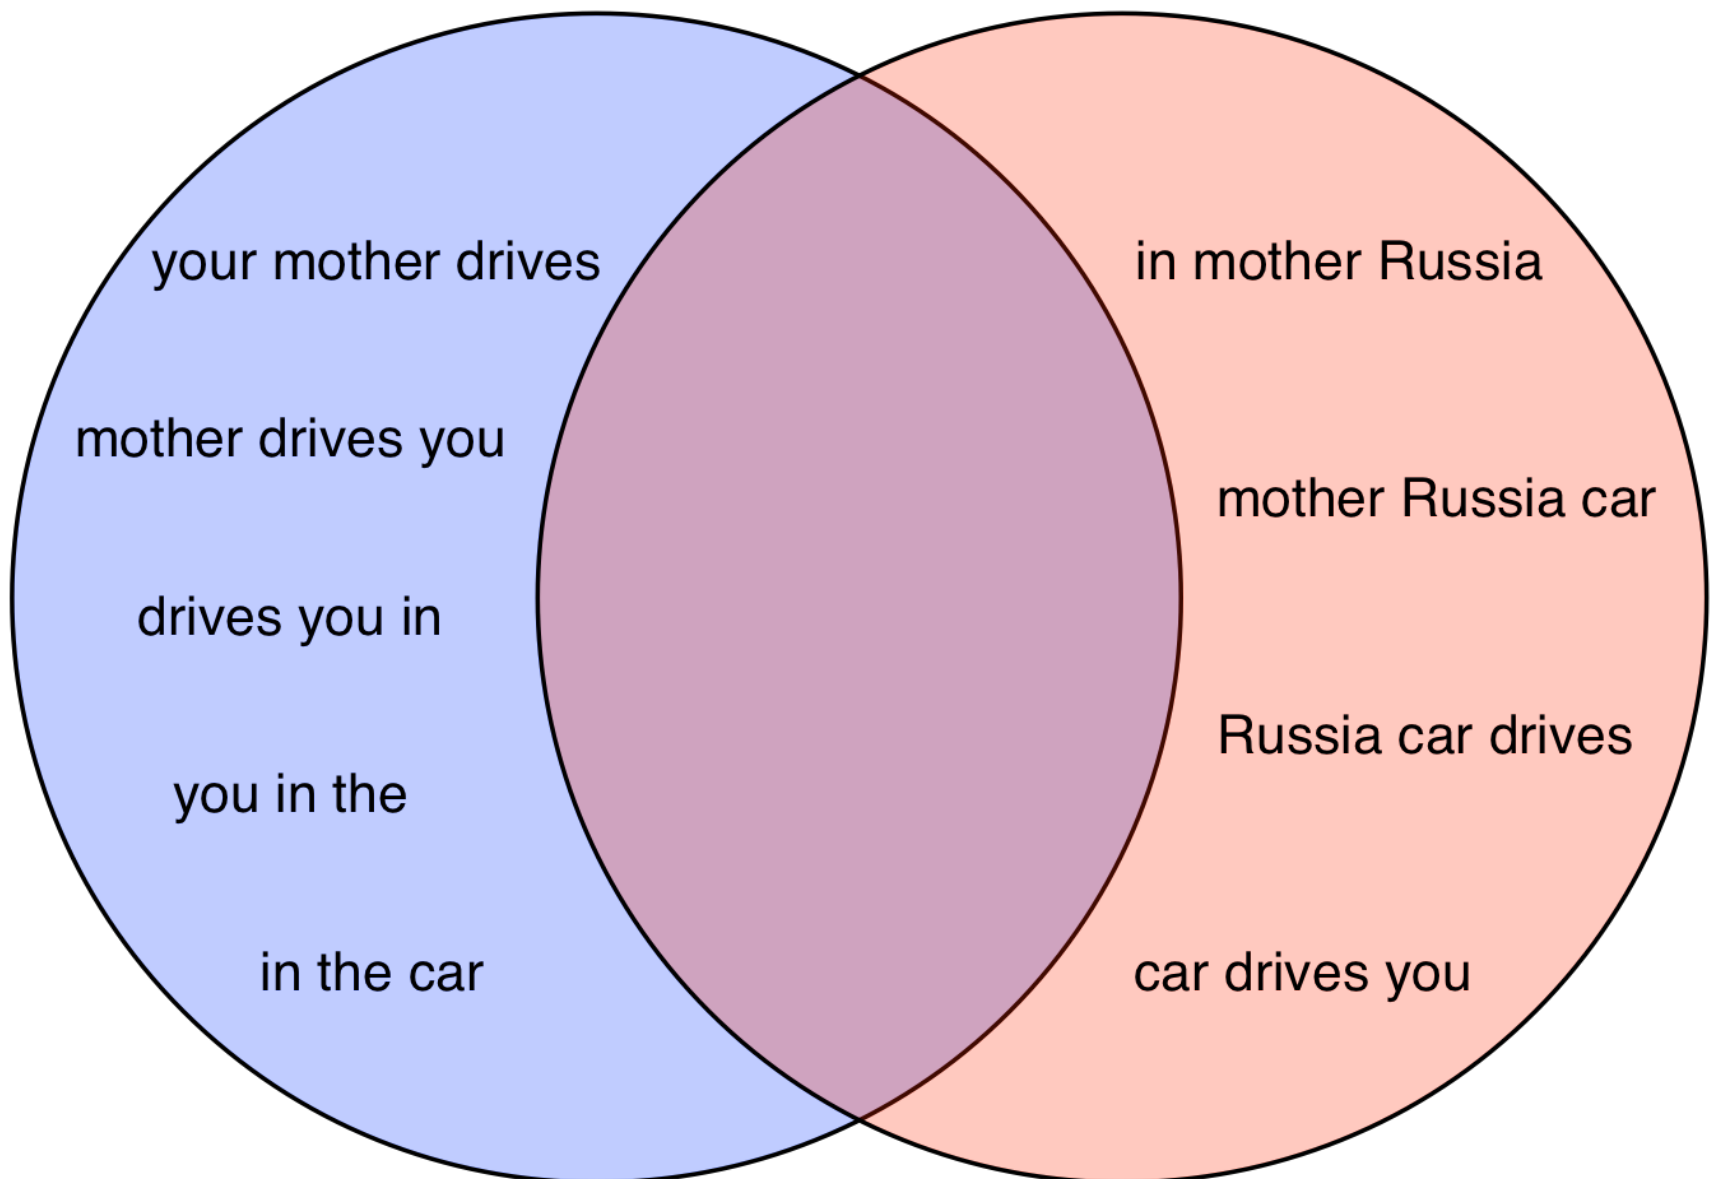 your mother drives
mother drives you
drives you in
you in the
in the car
in mother Russia
mother Russia car
Russia car drives
car drives you